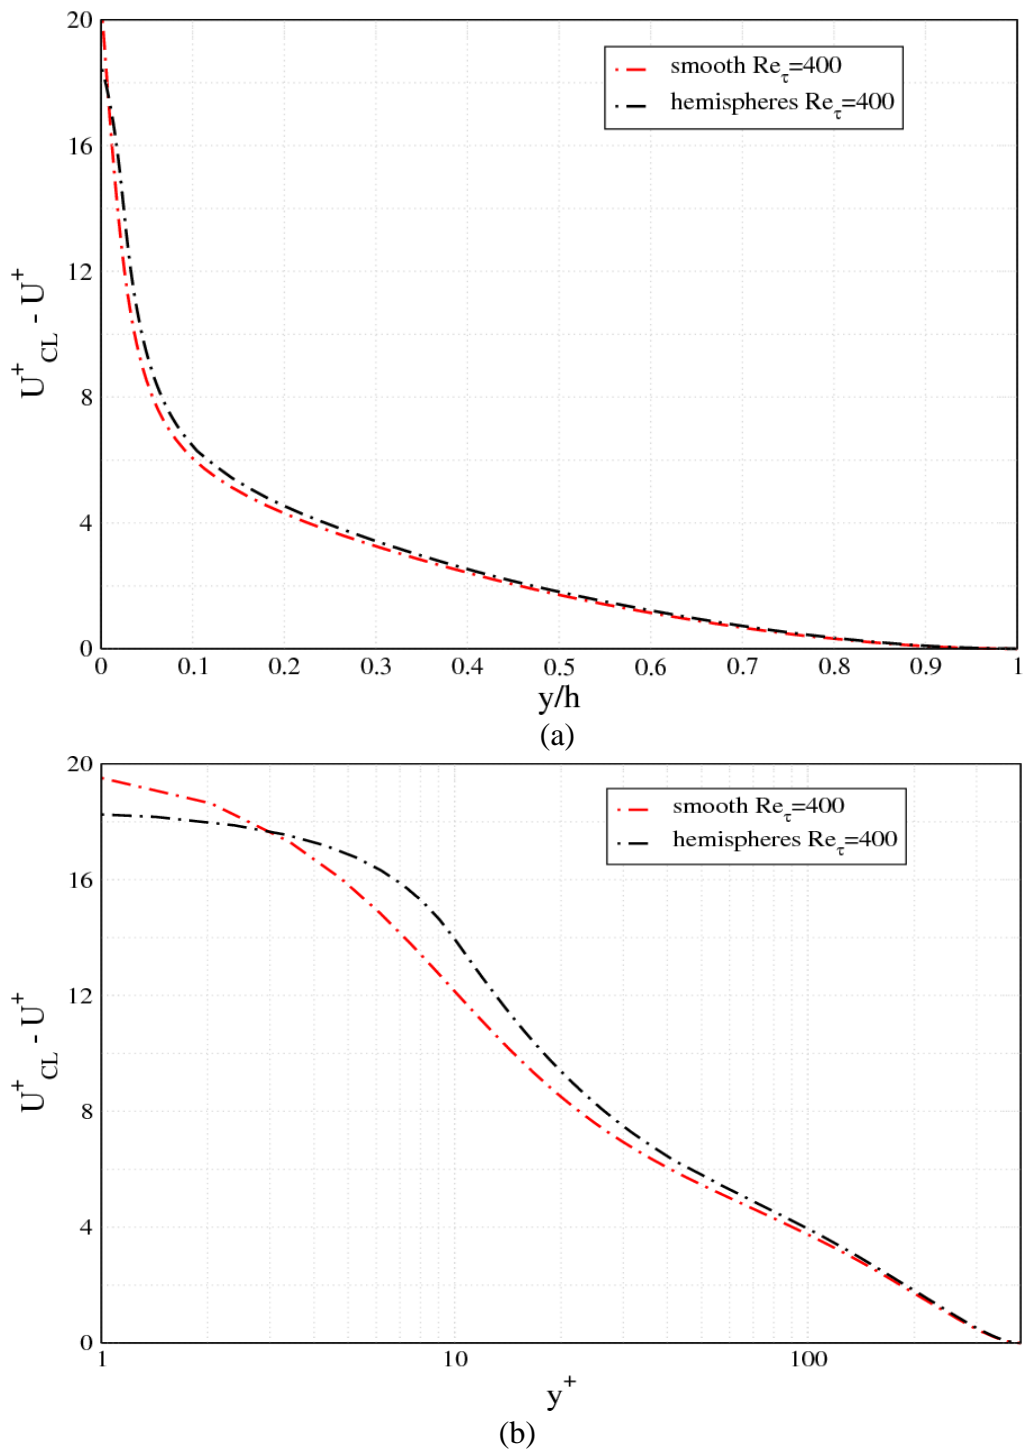 20
16
12
8
4
0
U⁺CL - U⁺
smooth Reτ=400
hemispheres Reτ=400
0 0.1 0.2 0.3 0.4 0.5 0.6 0.7 0.8 0.9 1
y/h
(a)
20
16
12
8
4
0
U⁺CL - U⁺
smooth Reτ=400
hemispheres Reτ=400
1 10 100
y⁺
(b)